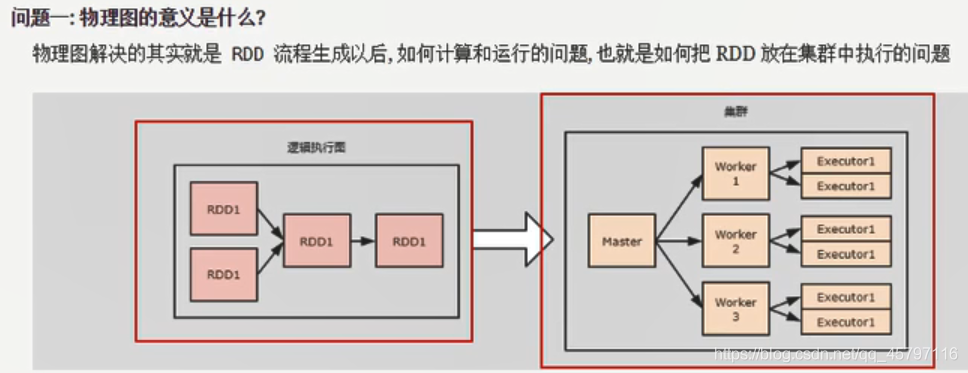 问题一: 物理图的意义是什么?
物理图解决的其实就是 RDD 流程生成以后, 如何计算和运行的问题, 也就是如何把 RDD 放在集群中执行的问题
逻辑执行图
RDD1
RDD1
RDD1
RDD1
集群
Master
Worker
1
Executor1
Executor1
Worker
2
Executor1
Executor1
Worker
3
Executor1
Executor1
https://blog.csdn.net/qq_45797116